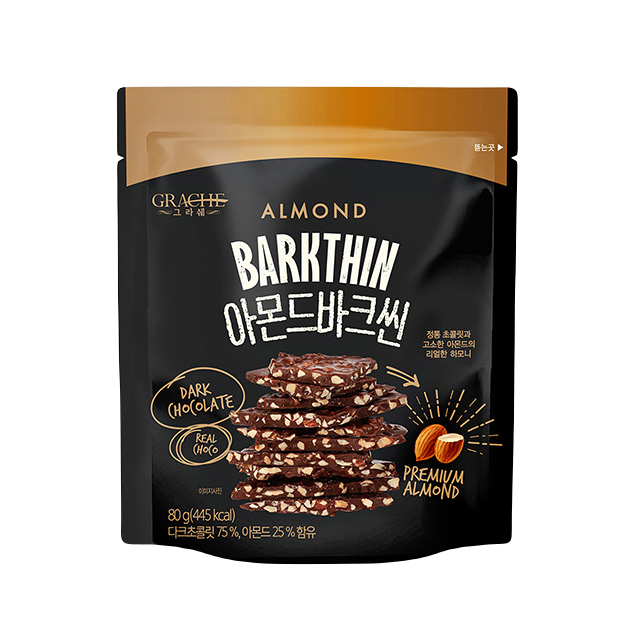 뜯는곳 ▶
GRACHE
그라쉐
ALMOND
BARKTHIN
아몬드바크씬
정통 초콜릿과
고소한 아몬드의
리얼한 하모니
DARK
CHOCOLATE
REAL
CHOCO
PREMIUM
ALMOND
이미지사진
80 g(445 kcal)
다크초콜릿 75 %, 아몬드 25 % 함유